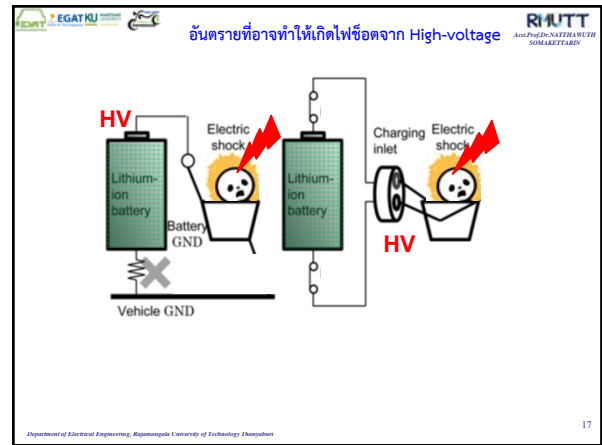 EGAT KU
อันตรายที่อาจทำให้เกิดไฟช็อตจาก High-voltage
RMUTT
Asst.Prof.Dr.NATTHAWUTH
SOMAKETTARIN
HV
Electric
shock
Lithium-
ion
battery
Battery
GND
Vehicle GND
Lithium-
ion
battery
Charging
inlet
Electric
shock
HV
Department of Electrical Engineering, Rajamangala University of Technology Thanyaburi
17